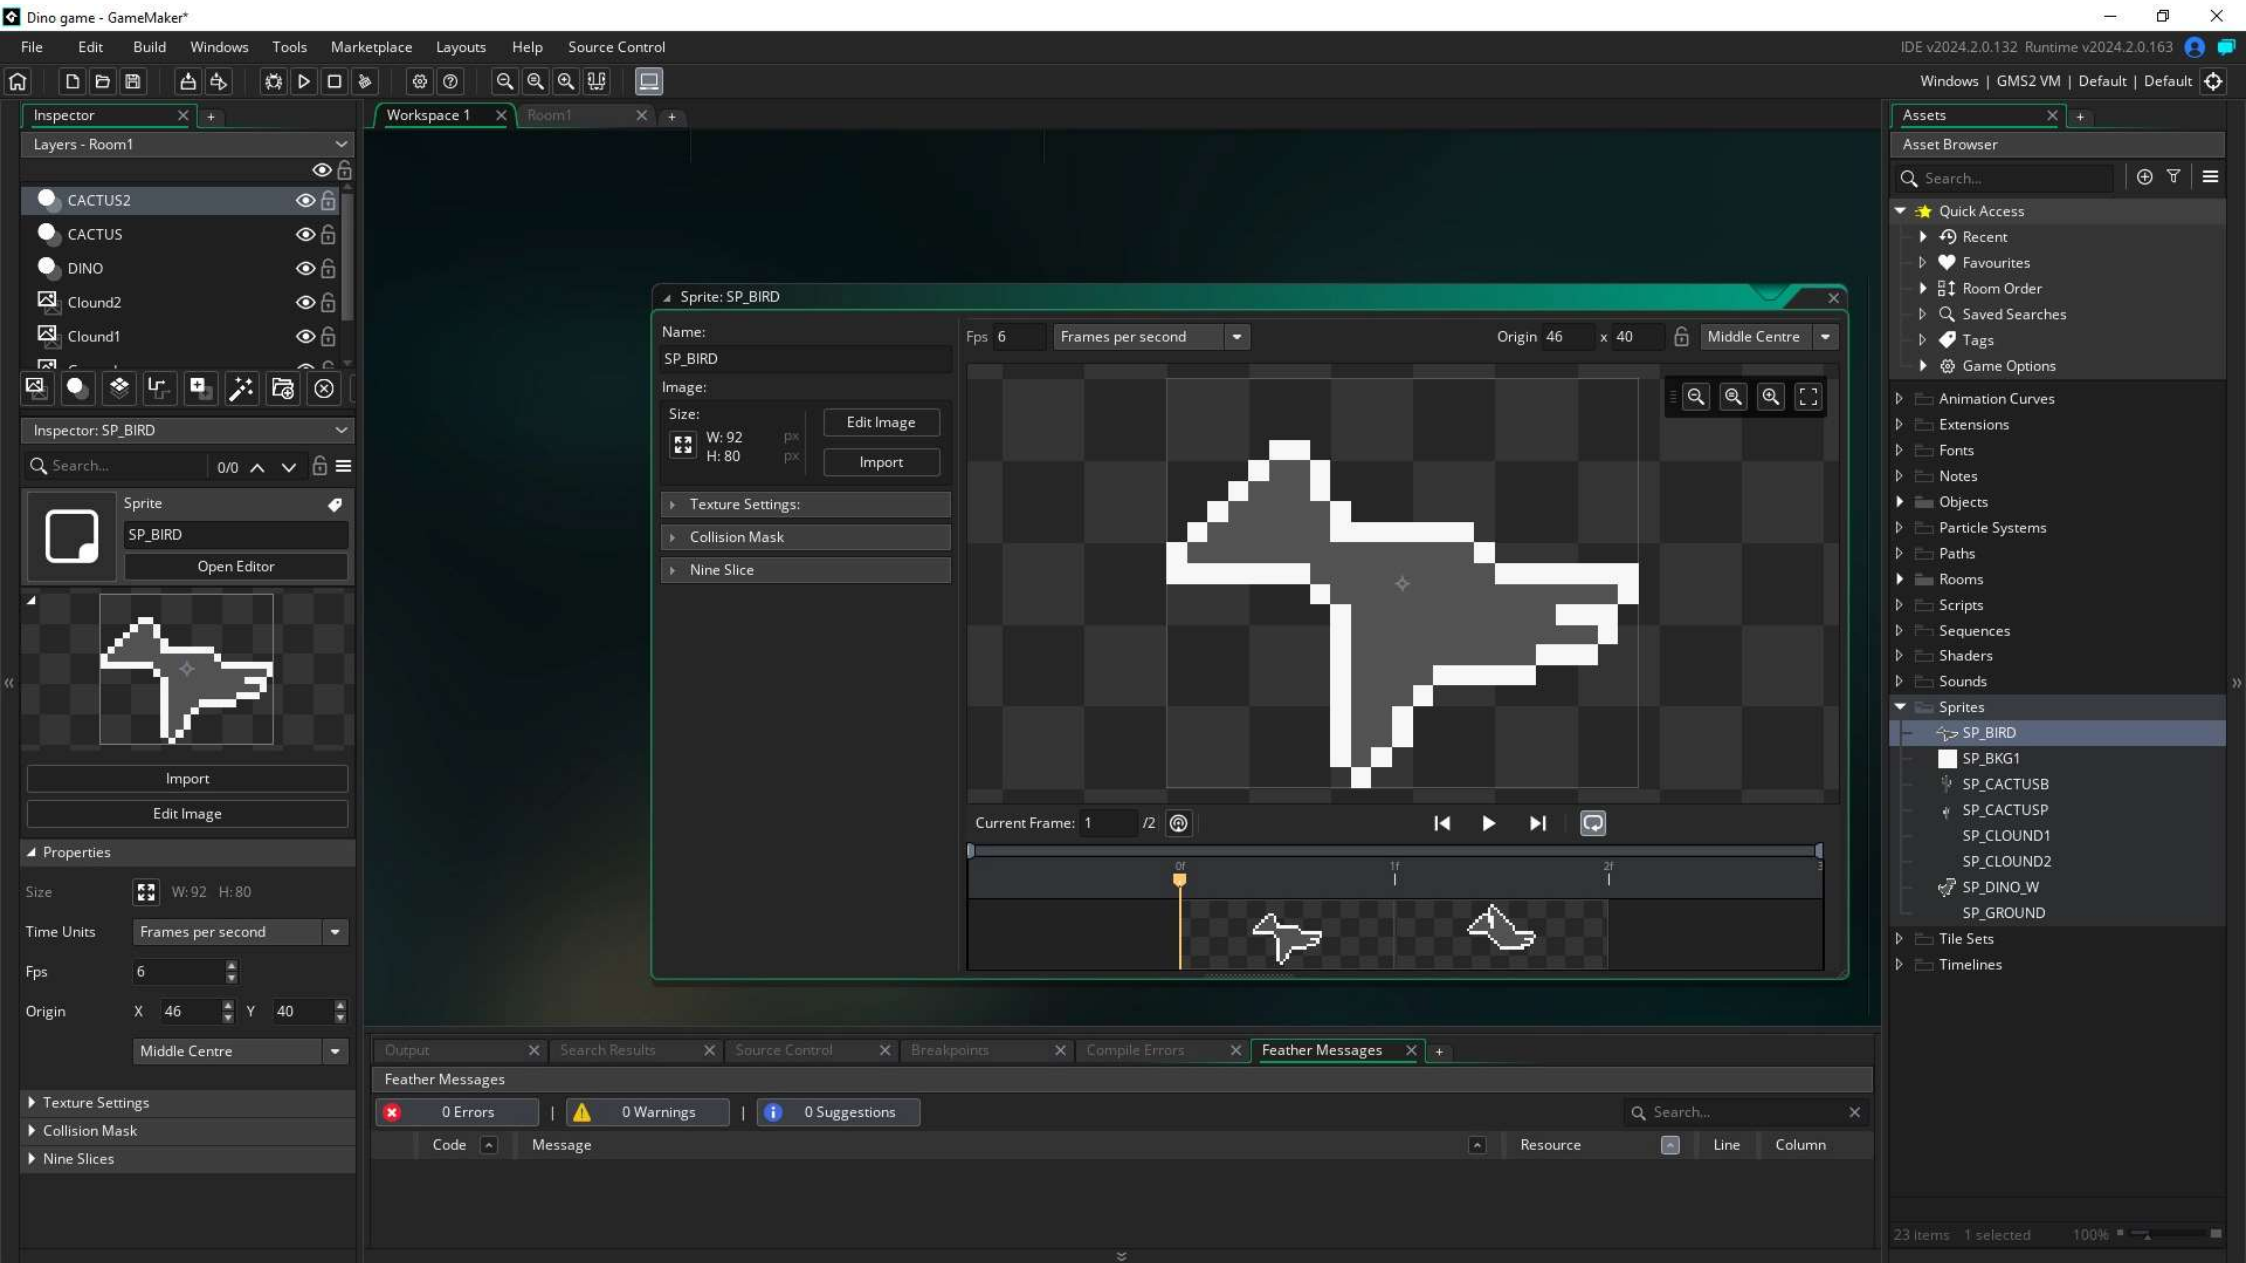 Dino game - GameMaker*
File Edit Build Windows Tools Marketplace Layouts Help Source Control
IDE v2024.2.0.132 Runtime v2024.2.0.163
Windows | GMS2 VM | Default | Default
Inspector
Layers - Room1
CACTUS2
CACTUS
DINO
Clound2
Clound1
Inspector: SP_BIRD
Search... 0/0
Sprite
SP_BIRD
Open Editor
Import
Edit Image
Properties
Size W: 92 H: 80
Time Units Frames per second
Fps 6
Origin X 46 Y 40
Middle Centre
Texture Settings
Collision Mask
Nine Slices
Workspace 1 Room1
Sprite: SP_BIRD
Name:
SP_BIRD
Image:
Size:
W: 92 px
H: 80 px
Edit Image
Import
Texture Settings:
Collision Mask
Nine Slice
Fps 6 Frames per second Origin 46 x 40 Middle Centre
Current Frame: 1 /2
0f 1f 2f 3
Output Search Results Source Control Breakpoints Compile Errors Feather Messages
Feather Messages
0 Errors | 0 Warnings | 0 Suggestions Search...
Code Message Resource Line Column
Assets
Asset Browser
Search...
Quick Access
Recent
Favourites
Room Order
Saved Searches
Tags
Game Options
Animation Curves
Extensions
Fonts
Notes
Objects
Particle Systems
Paths
Rooms
Scripts
Sequences
Shaders
Sounds
Sprites
SP_BIRD
SP_BKG1
SP_CACTUSB
SP_CACTUSP
SP_CLOUND1
SP_CLOUND2
SP_DINO_W
SP_GROUND
Tile Sets
Timelines
23 items 1 selected 100%